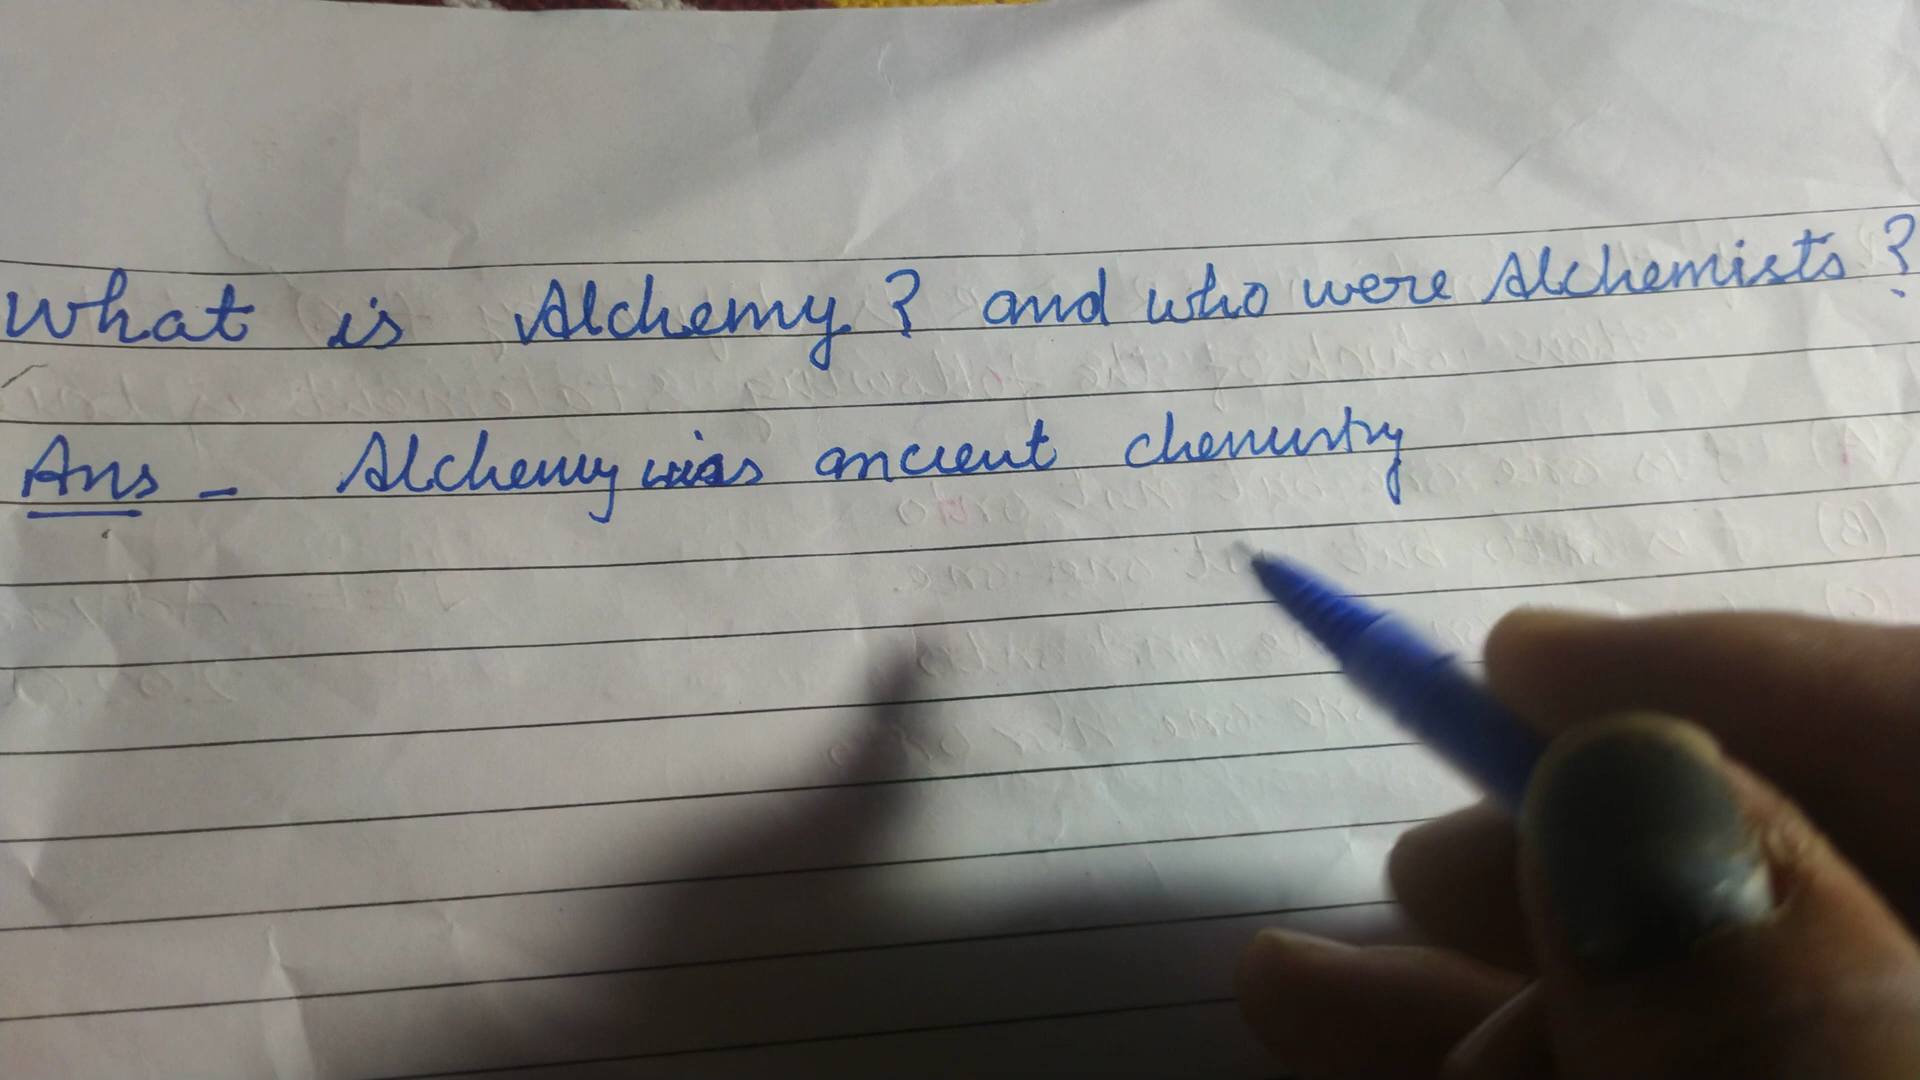 What is Alchemy ? and who were Alchemists ?
Ans - Alchemy was ancient chemistry